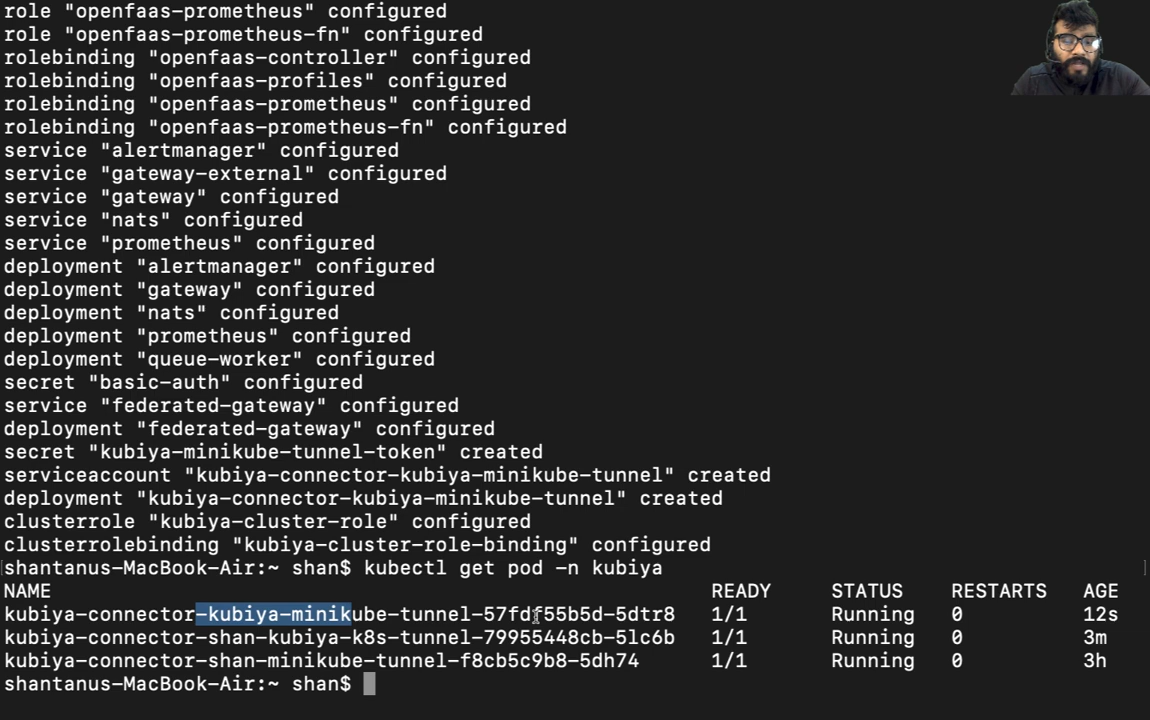 role "openfaas-prometheus" configured
role "openfaas-prometheus-fn" configured
rolebinding "openfaas-controller" configured
rolebinding "openfaas-profiles" configured
rolebinding "openfaas-prometheus" configured
rolebinding "openfaas-prometheus-fn" configured
service "alertmanager" configured
service "gateway-external" configured
service "gateway" configured
service "nats" configured
service "prometheus" configured
deployment "alertmanager" configured
deployment "gateway" configured
deployment "nats" configured
deployment "prometheus" configured
deployment "queue-worker" configured
secret "basic-auth" configured
service "federated-gateway" configured
deployment "federated-gateway" configured
secret "kubiya-minikube-tunnel-token" created
serviceaccount "kubiya-connector-kubiya-minikube-tunnel" created
deployment "kubiya-connector-kubiya-minikube-tunnel" created
clusterrole "kubiya-cluster-role" configured
clusterrolebinding "kubiya-cluster-role-binding" configured
shantanus-MacBook-Air:~ shan$ kubectl get pod -n kubiya
NAME READY STATUS RESTARTS AGE
kubiya-connector-kubiya-minikube-tunnel-57fdf55b5d-5dtr8 1/1 Running 0 12s
kubiya-connector-shan-kubiya-k8s-tunnel-79955448cb-5lc6b 1/1 Running 0 3m
kubiya-connector-shan-minikube-tunnel-f8cb5c9b8-5dh74 1/1 Running 0 3h
shantanus-MacBook-Air:~ shan$